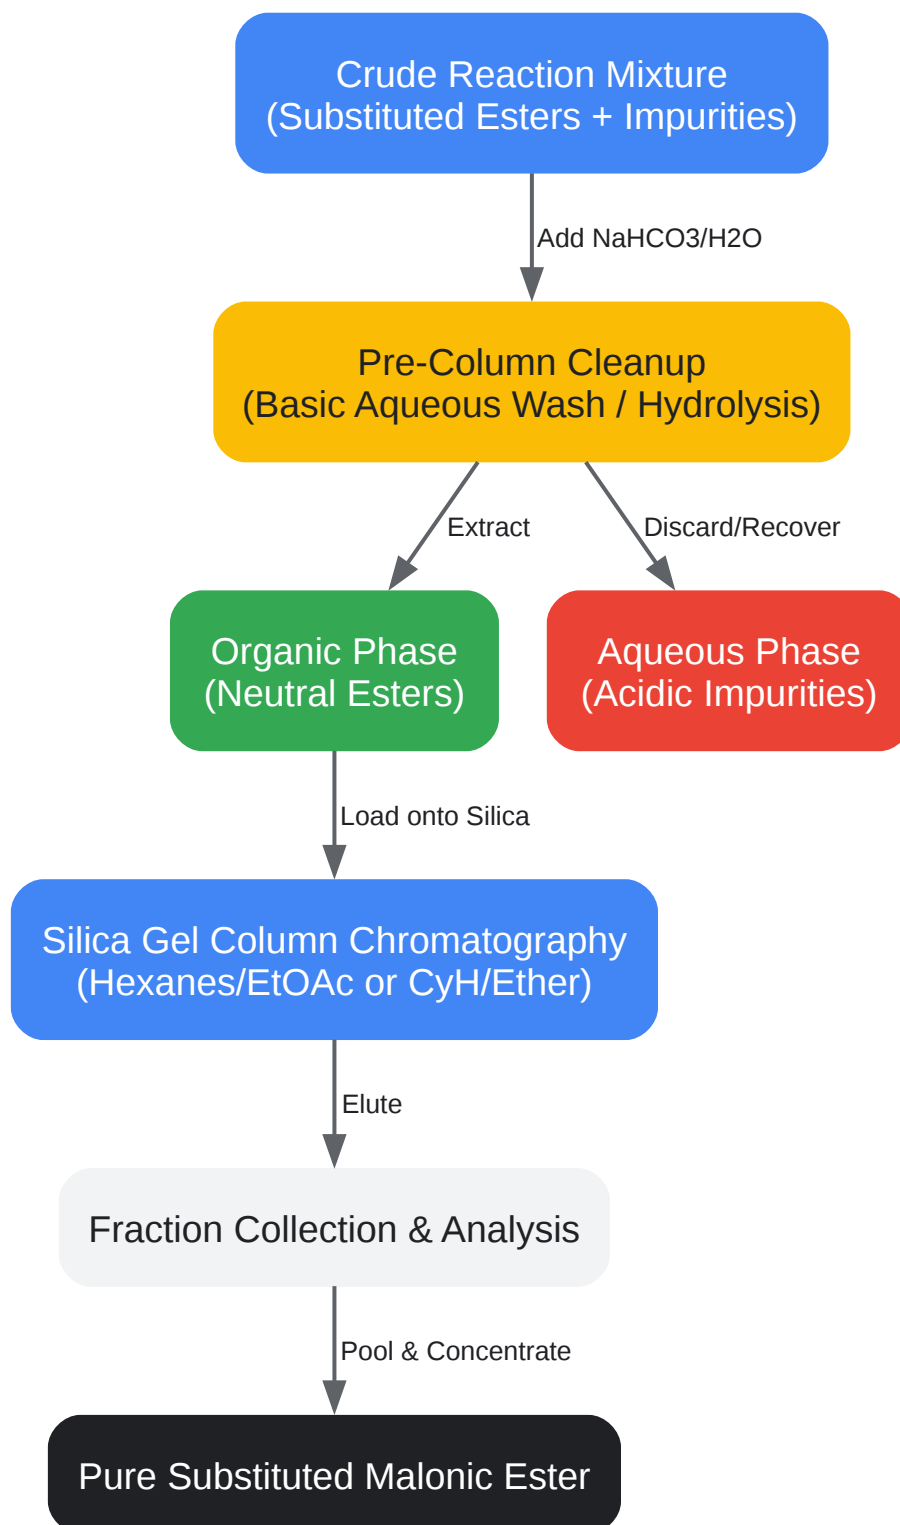 Crude Reaction Mixture
(Substituted Esters + Impurities)
Add NaHCO3/H2O
Pre-Column Cleanup
(Basic Aqueous Wash / Hydrolysis)
Extract
Discard/Recover
Organic Phase
(Neutral Esters)
Aqueous Phase
(Acidic Impurities)
Load onto Silica
Silica Gel Column Chromatography
(Hexanes/EtOAc or CyH/Ether)
Elute
Fraction Collection & Analysis
Pool & Concentrate
Pure Substituted Malonic Ester